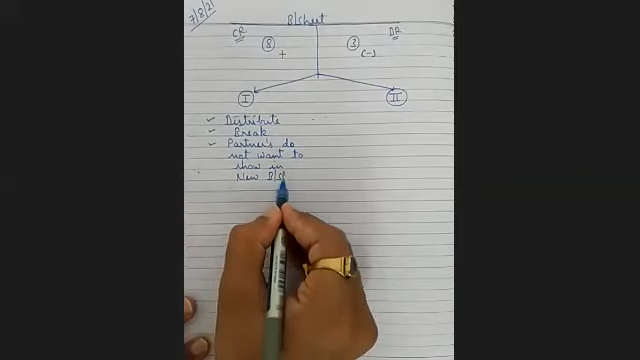 7/8/21
B/Sheet
CR DR
8 3
+ (-)
I II
✓ Distribute
✓ Break
✓ Partner's do
not want to
show in
New B/S